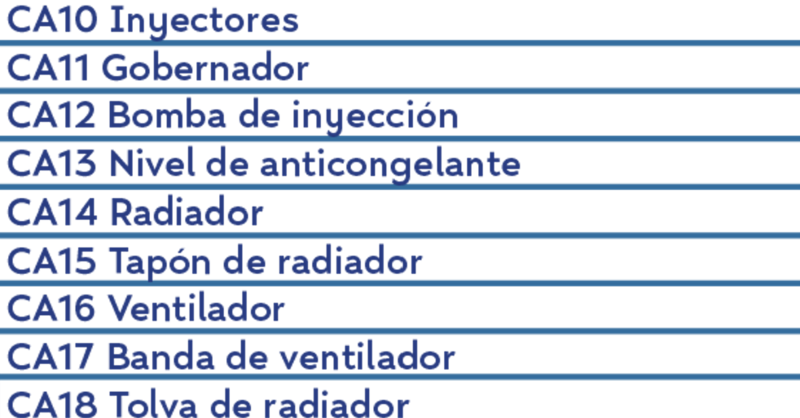 CA10 Inyectores
CA11 Gobernador
CA12 Bomba de inyección
CA13 Nivel de anticongelante
CA14 Radiador
CA15 Tapón de radiador
CA16 Ventilador
CA17 Banda de ventilador
CA18 Tolva de radiador